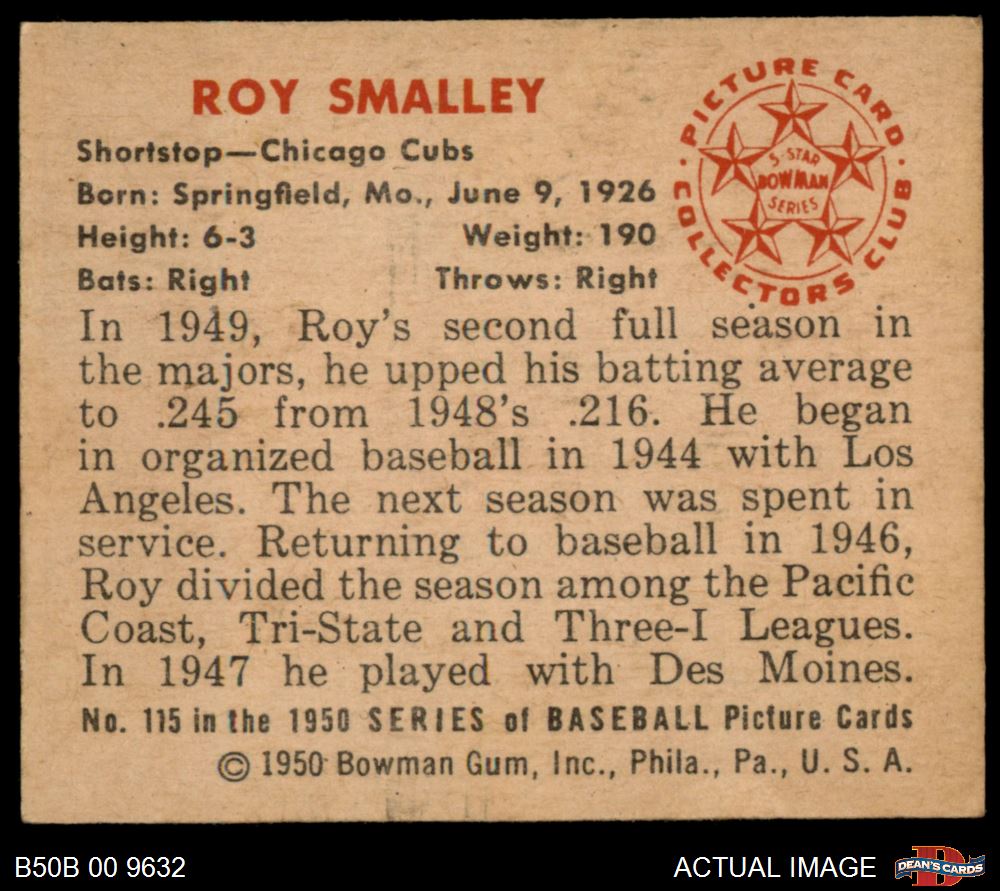 ROY SMALLEY
PICTURE CARD
COLLECTORS CLUB
5-STAR
BOWMAN
SERIES
Shortstop—Chicago Cubs
Born: Springfield, Mo., June 9, 1926
Height: 6-3 Weight: 190
Bats: Right Throws: Right
In 1949, Roy's second full season in
the majors, he upped his batting average
to .245 from 1948's .216. He began
in organized baseball in 1944 with Los
Angeles. The next season was spent in
service. Returning to baseball in 1946,
Roy divided the season among the Pacific
Coast, Tri-State and Three-I Leagues.
In 1947 he played with Des Moines.
No. 115 in the 1950 SERIES of BASEBALL Picture Cards
© 1950 Bowman Gum, Inc., Phila., Pa., U. S. A.
B50B 00 9632
ACTUAL IMAGE
DEAN'S CARDS